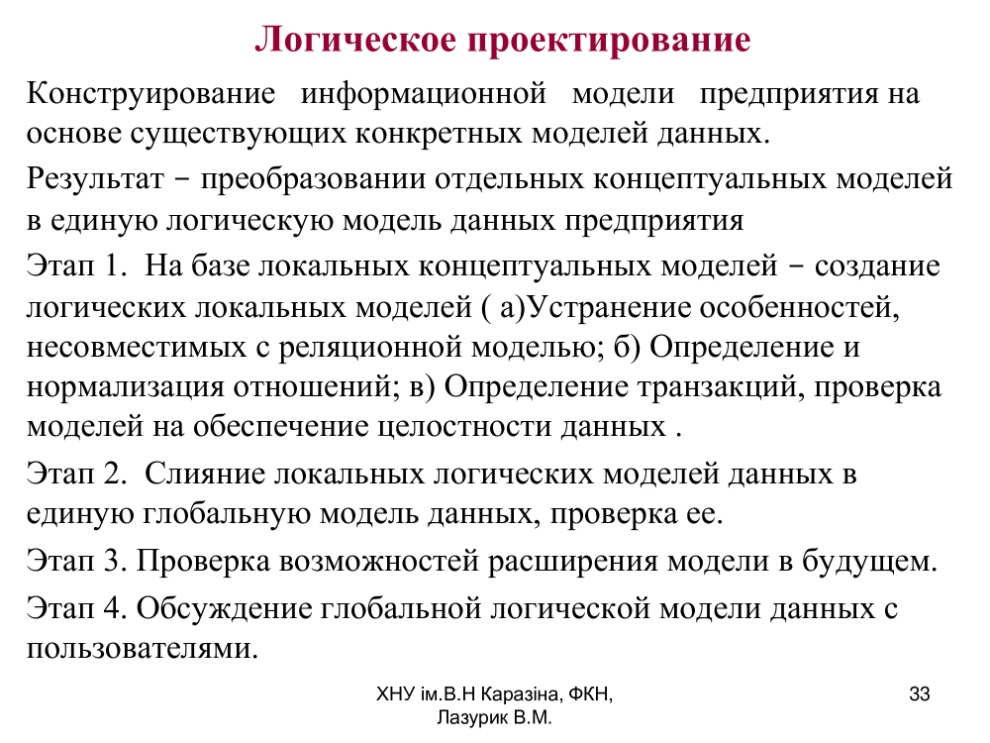 Логическое проектирование
Конструирование информационной модели предприятия на
основе существующих конкретных моделей данных.
Результат – преобразовании отдельных концептуальных моделей
в единую логическую модель данных предприятия
Этап 1. На базе локальных концептуальных моделей – создание
логических локальных моделей ( а)Устранение особенностей,
несовместимых с реляционной моделью; б) Определение и
нормализация отношений; в) Определение транзакций, проверка
моделей на обеспечение целостности данных .
Этап 2. Слияние локальных логических моделей данных в
единую глобальную модель данных, проверка ее.
Этап 3. Проверка возможностей расширения модели в будущем.
Этап 4. Обсуждение глобальной логической модели данных с
пользователями.
ХНУ ім.В.Н Каразіна, ФКН,
Лазурик В.М.
33